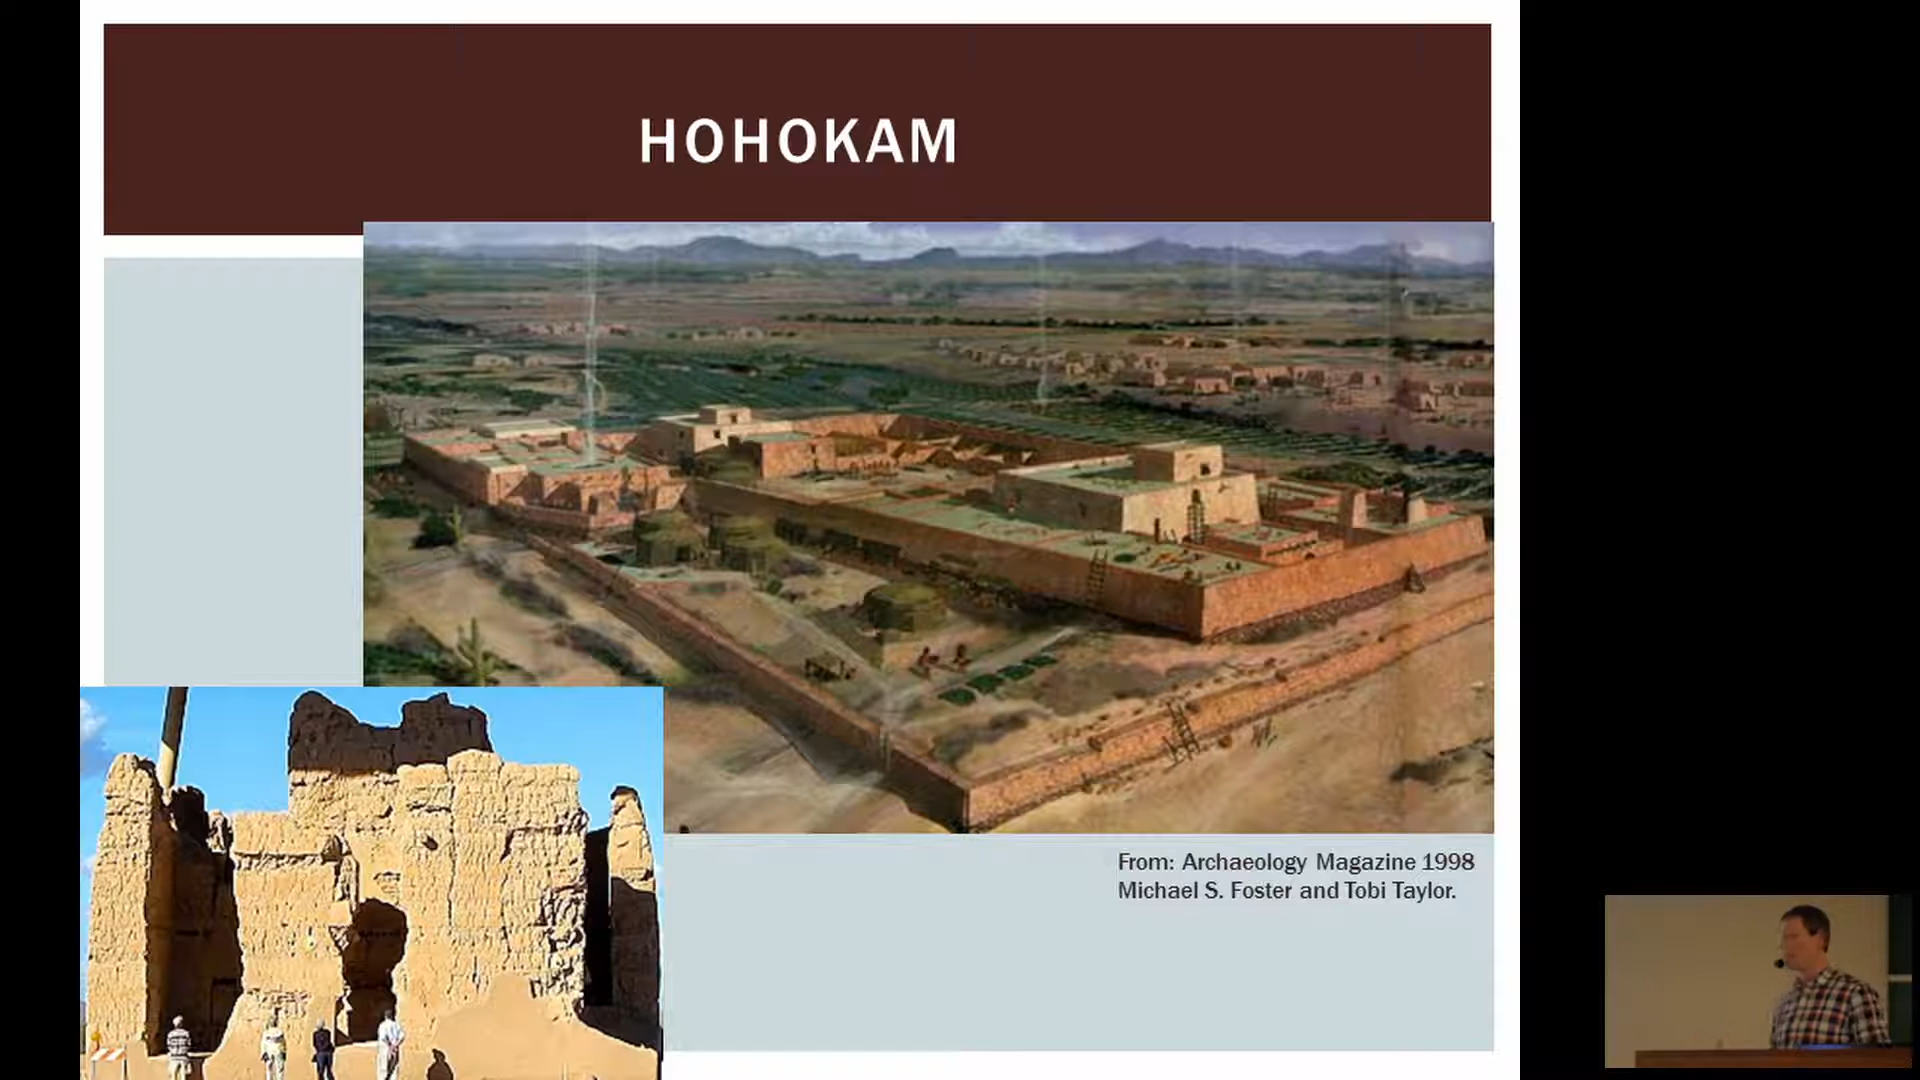 HOHOKAM
From: Archaeology Magazine 1998
Michael S. Foster and Tobi Taylor.